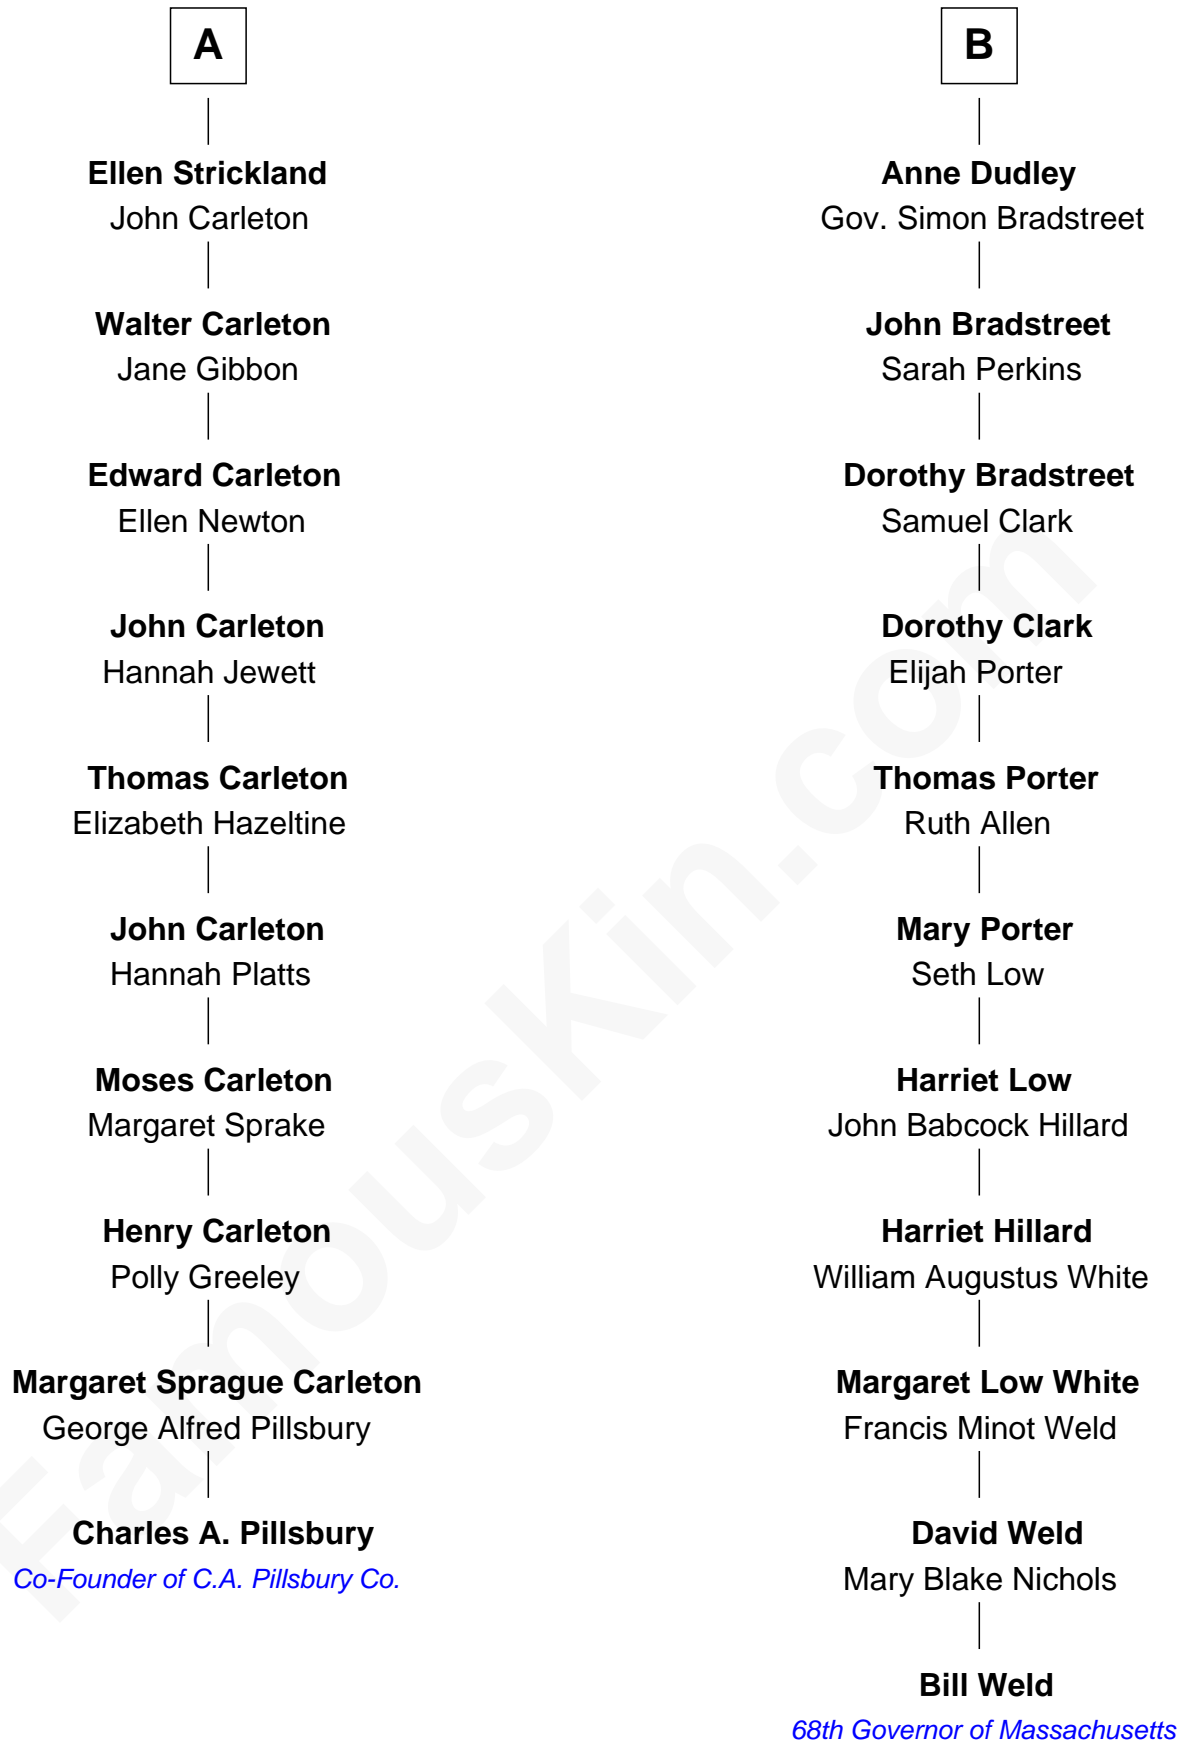 A
Ellen Strickland
John Carleton
Walter Carleton
Jane Gibbon
Edward Carleton
Ellen Newton
John Carleton
Hannah Jewett
Thomas Carleton
Elizabeth Hazeltine
John Carleton
Hannah Platts
Moses Carleton
Margaret Sprake
Henry Carleton
Polly Greeley
Margaret Sprague Carleton
George Alfred Pillsbury
Charles A. Pillsbury
Co-Founder of C.A. Pillsbury Co.
B
Anne Dudley
Gov. Simon Bradstreet
John Bradstreet
Sarah Perkins
Dorothy Bradstreet
Samuel Clark
Dorothy Clark
Elijah Porter
Thomas Porter
Ruth Allen
Mary Porter
Seth Low
Harriet Low
John Babcock Hillard
Harriet Hillard
William Augustus White
Margaret Low White
Francis Minot Weld
David Weld
Mary Blake Nichols
Bill Weld
68th Governor of Massachusetts
FamousKin.com